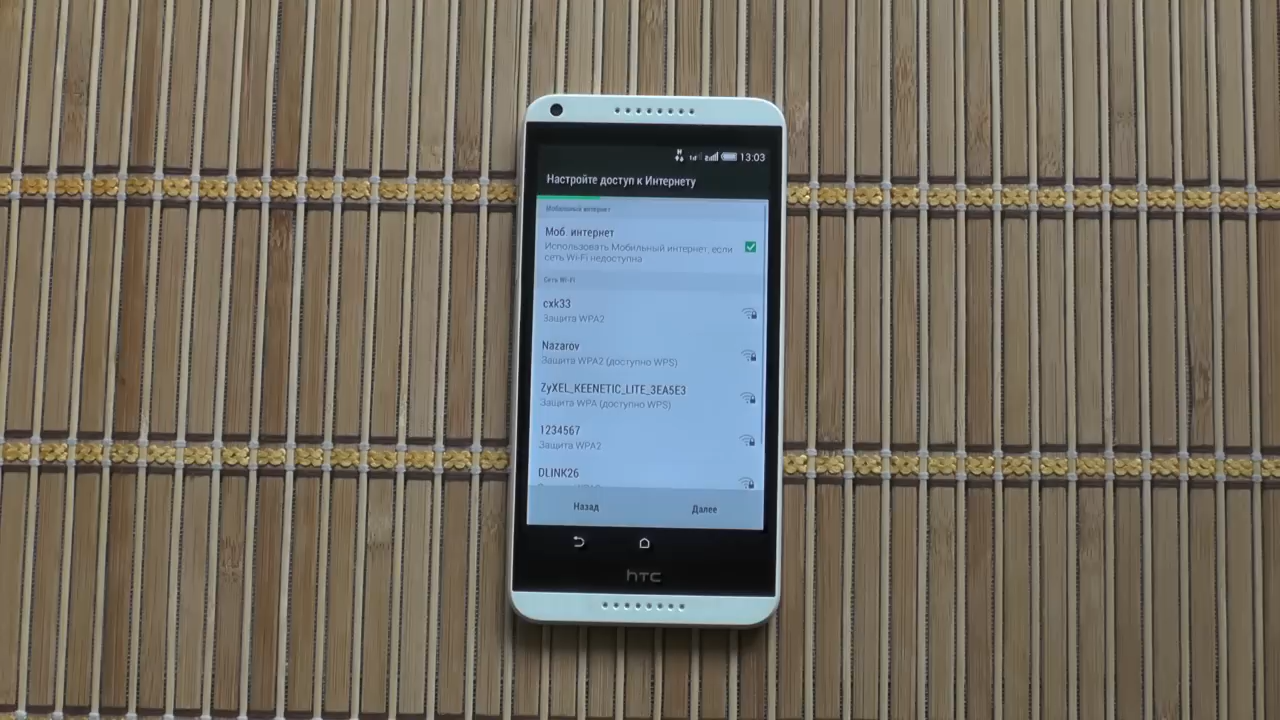 13:03
Настройте доступ к Интернету
Мобильный интернет
Моб. интернет
Использовать Мобильный интернет, если
сеть Wi-Fi недоступна
Сеть Wi-Fi
cxk33
Защита WPA2
Nazarov
Защита WPA2 (доступно WPS)
ZyXEL_KEENETIC_LITE_3EA5E3
Защита WPA (доступно WPS)
1234567
Защита WPA2
DLINK26
Назад Далее
hTC